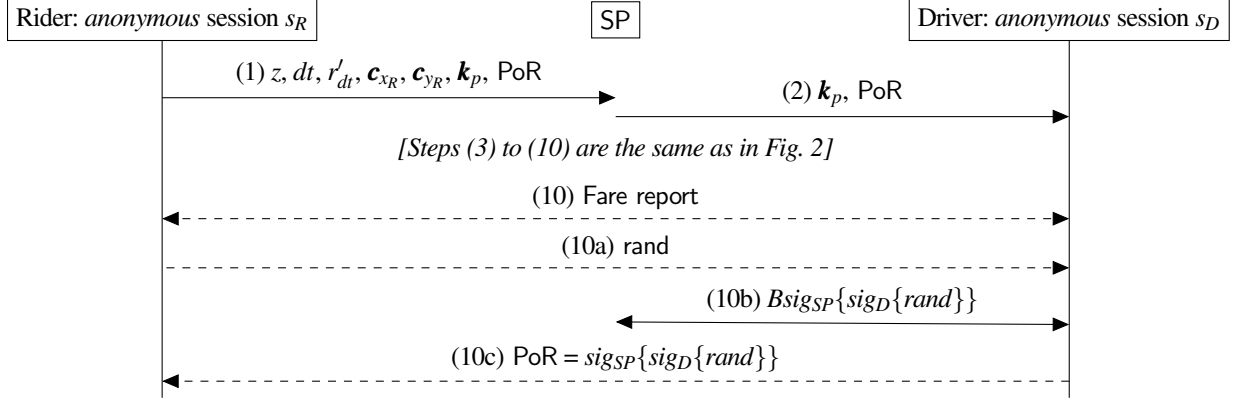 Rider: anonymous session s_R
SP
Driver: anonymous session s_D
(1) z, dt, r′_dt, c_x_R, c_y_R, k_p, PoR
(2) k_p, PoR
[Steps (3) to (10) are the same as in Fig. 2]
(10) Fare report
(10a) rand
(10b) Bsig_SP{sig_D{rand}}
(10c) PoR = sig_SP{sig_D{rand}}